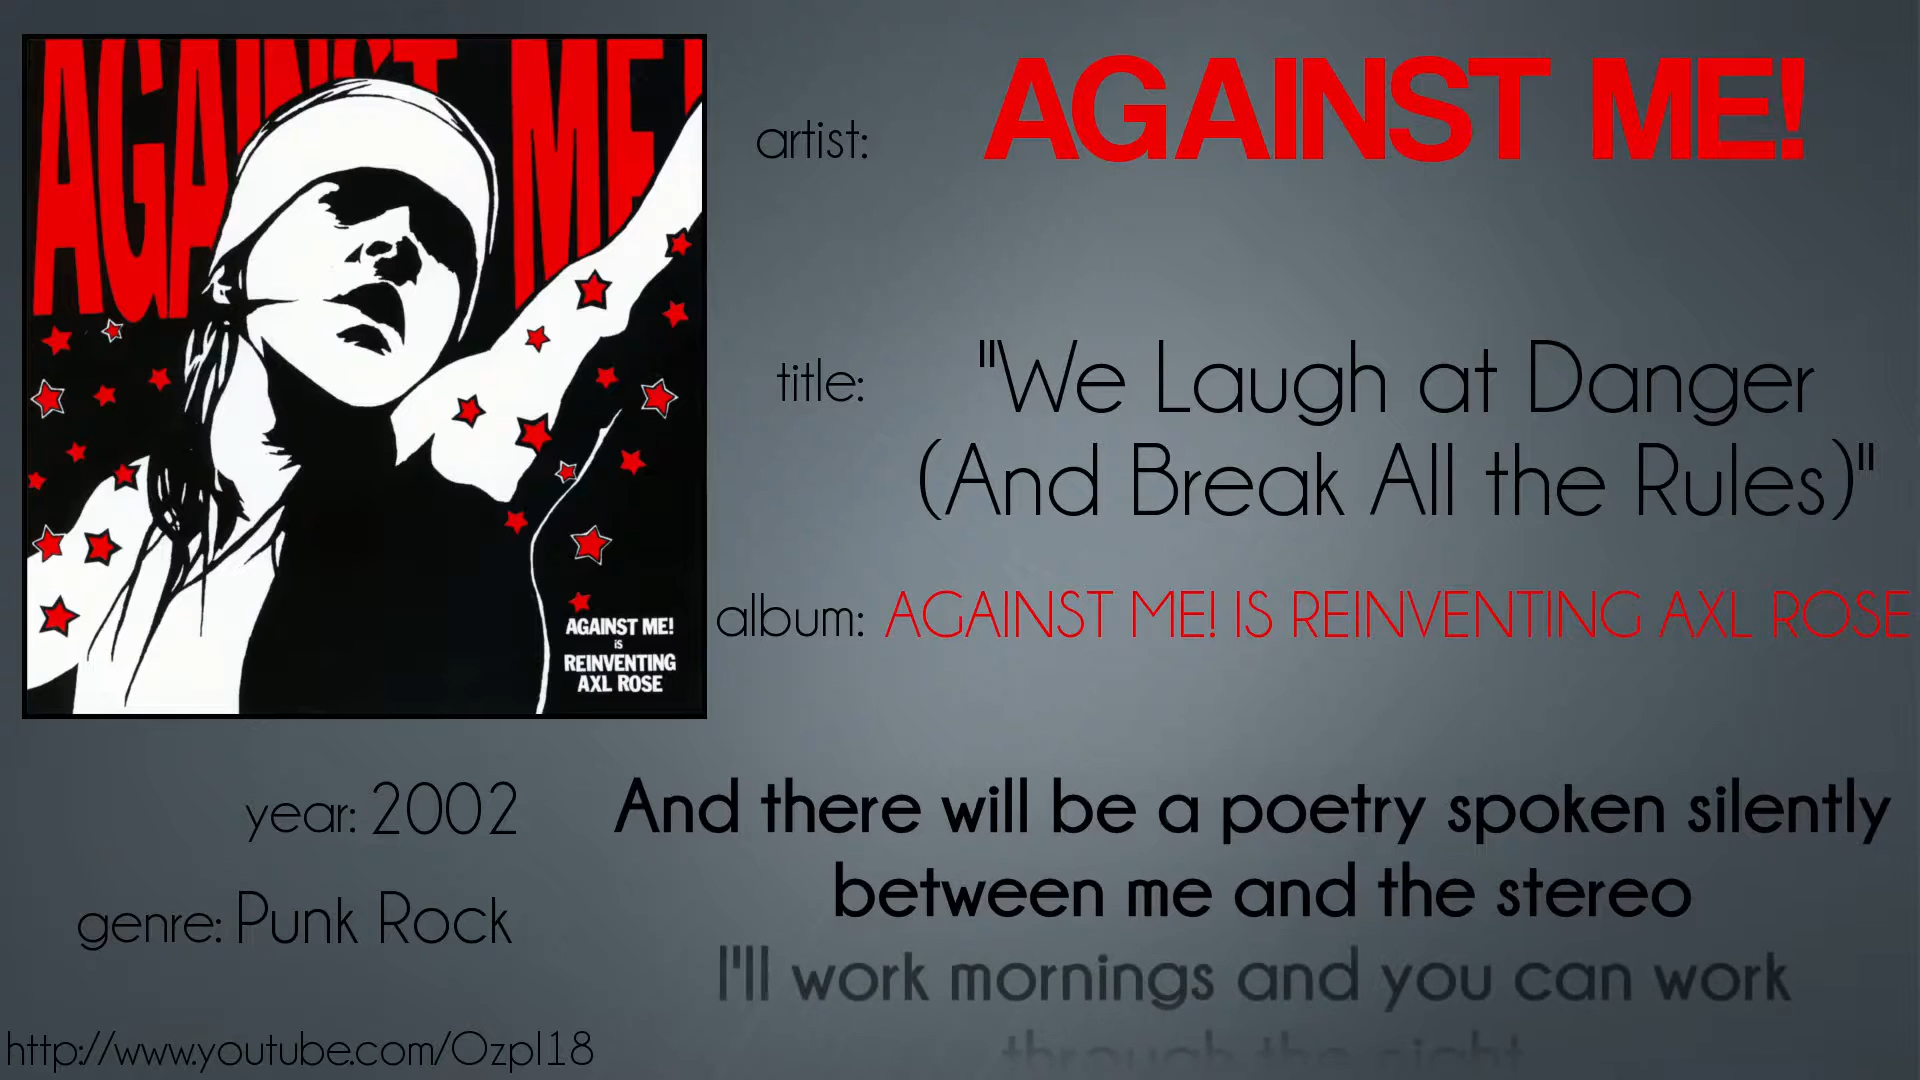 AGAINST ME!
AGAINST ME!
is
REINVENTING
AXL ROSE
artist: AGAINST ME!
title: "We Laugh at Danger
(And Break All the Rules)"
album: AGAINST ME! IS REINVENTING AXL ROSE
year: 2002
genre: Punk Rock
And there will be a poetry spoken silently
between me and the stereo
I'll work mornings and you can work
through the night
http://www.youtube.com/Ozpl18